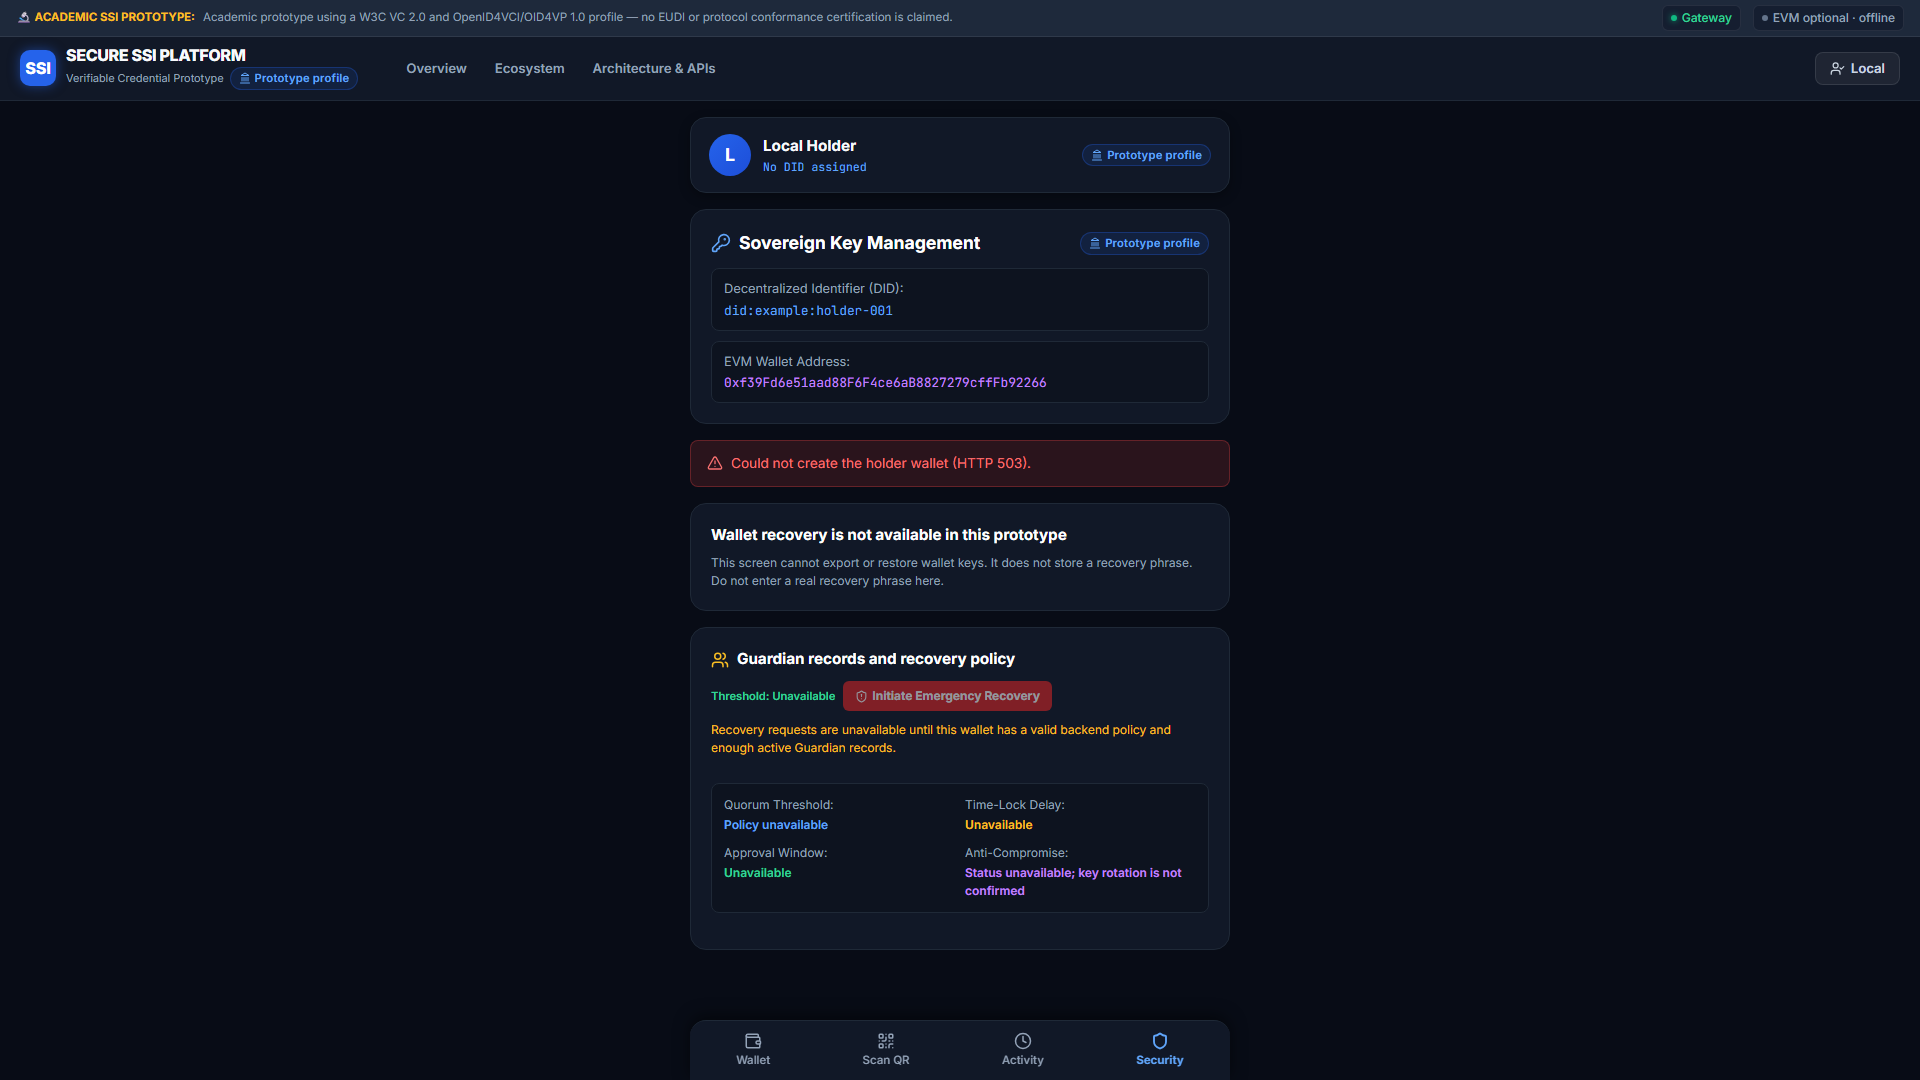 ACADEMIC SSI PROTOTYPE: Academic prototype using a W3C VC 2.0 and OpenID4VCI/OID4VP 1.0 profile — no EUDI or protocol conformance certification is claimed.
Gateway
EVM optional · offline
SSI
SECURE SSI PLATFORM
Verifiable Credential Prototype
Prototype profile
Overview
Ecosystem
Architecture & APIs
Local
L
Local Holder
No DID assigned
Prototype profile
Sovereign Key Management
Prototype profile
Decentralized Identifier (DID):
did:example:holder-001
EVM Wallet Address:
0xf39Fd6e51aad88F6F4ce6aB8827279cffFb92266
Could not create the holder wallet (HTTP 503).
Wallet recovery is not available in this prototype
This screen cannot export or restore wallet keys. It does not store a recovery phrase.
Do not enter a real recovery phrase here.
Guardian records and recovery policy
Threshold: Unavailable
Initiate Emergency Recovery
Recovery requests are unavailable until this wallet has a valid backend policy and
enough active Guardian records.
Quorum Threshold:
Policy unavailable
Time-Lock Delay:
Unavailable
Approval Window:
Unavailable
Anti-Compromise:
Status unavailable; key rotation is not
confirmed
Wallet
Scan QR
Activity
Security